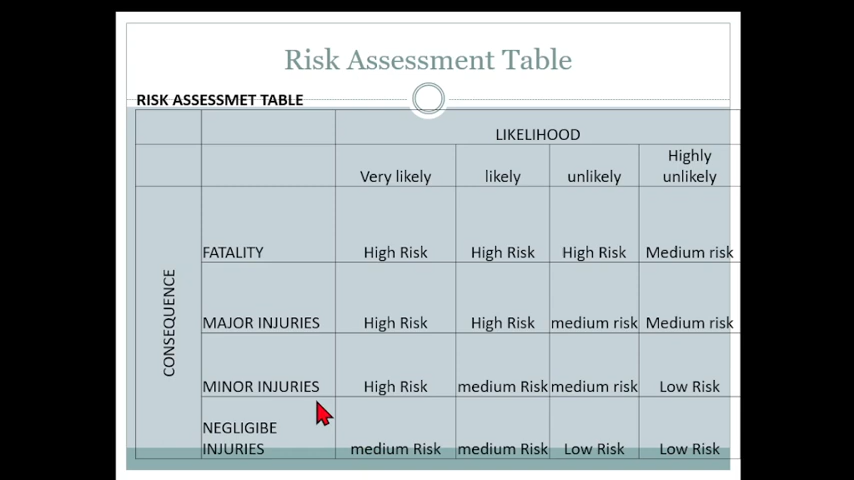 Risk Assessment Table
RISK ASSESSMET TABLE
LIKELIHOOD
Very likely likely unlikely Highly unlikely
CONSEQUENCE
FATALITY High Risk High Risk High Risk Medium risk
MAJOR INJURIES High Risk High Risk medium risk Medium risk
MINOR INJURIES High Risk medium Risk medium risk Low Risk
NEGLIGIBE
INJURIES medium Risk medium Risk Low Risk Low Risk